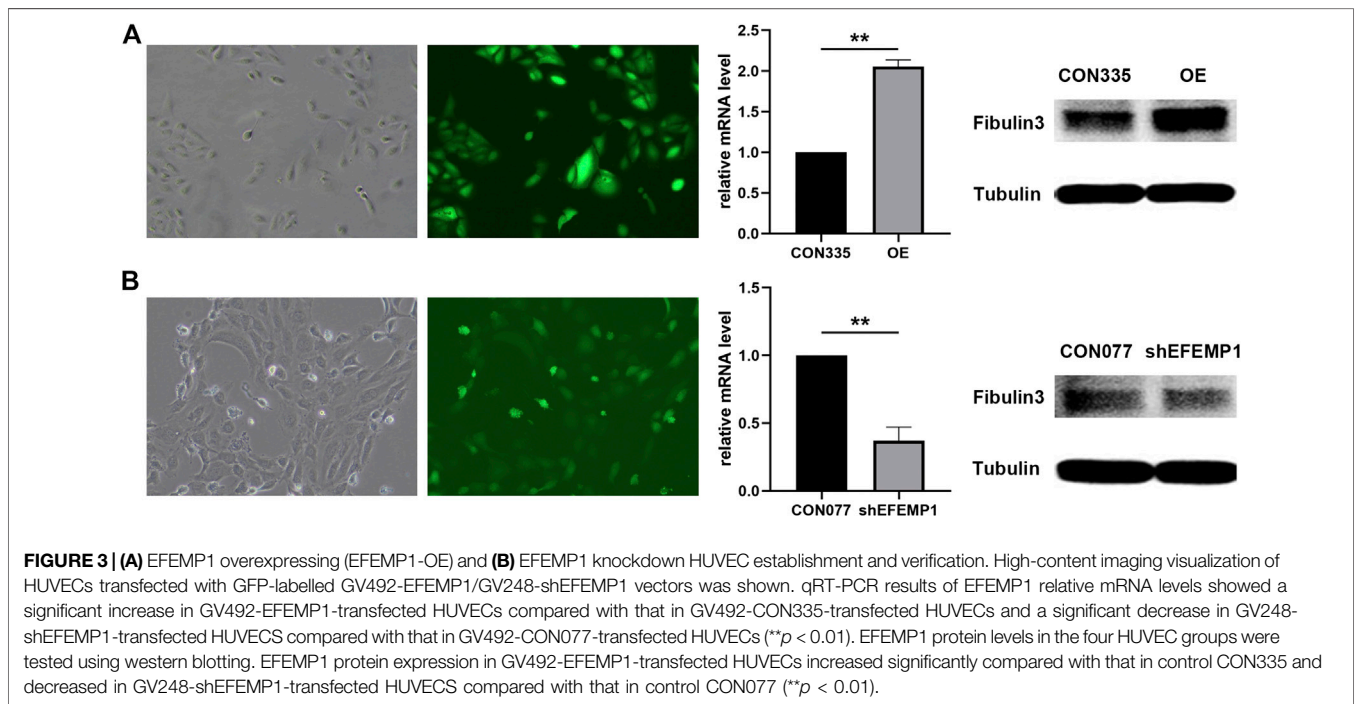 A
2.5
2.0
1.5
1.0
0.5
0.0
relative mRNA level
**
CON335 OE
CON335 OE
Fibulin3
Tubulin
B
1.5
1.0
0.5
0.0
relative mRNA level
**
CON077 shEFEMP1
CON077 shEFEMP1
Fibulin3
Tubulin
FIGURE 3 | (A) EFEMP1 overexpressing (EFEMP1-OE) and (B) EFEMP1 knockdown HUVEC establishment and verification. High-content imaging visualization of
HUVECs transfected with GFP-labelled GV492-EFEMP1/GV248-shEFEMP1 vectors was shown. qRT-PCR results of EFEMP1 relative mRNA levels showed a
significant increase in GV492-EFEMP1-transfected HUVECs compared with that in GV492-CON335-transfected HUVECs and a significant decrease in GV248-
shEFEMP1-transfected HUVECS compared with that in GV492-CON077-transfected HUVECs (**p < 0.01). EFEMP1 protein levels in the four HUVEC groups were
tested using western blotting. EFEMP1 protein expression in GV492-EFEMP1-transfected HUVECs increased significantly compared with that in control CON335 and
decreased in GV248-shEFEMP1-transfected HUVECS compared with that in control CON077 (**p < 0.01).